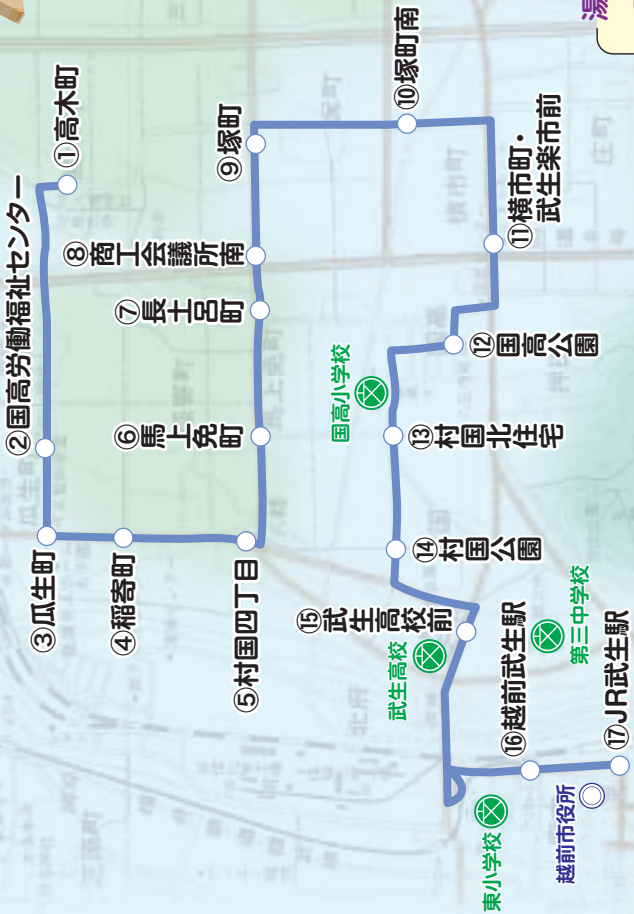 ①高木町
②国高労働福祉センター
③瓜生町
④稲寄町
⑤村国四丁目
⑥馬上免町
⑦長土呂町
⑧商工会議所南
⑨塚町
⑩塚町南
⑪横市町・
武生楽市前
⑫国高公園
国高小学校
⑬村国北住宅
⑭村国公園
⑮武生高校前
武生高校
⑯越前武生駅
第三中学校
⑰JR武生駅
東小学校
越前市役所
湯